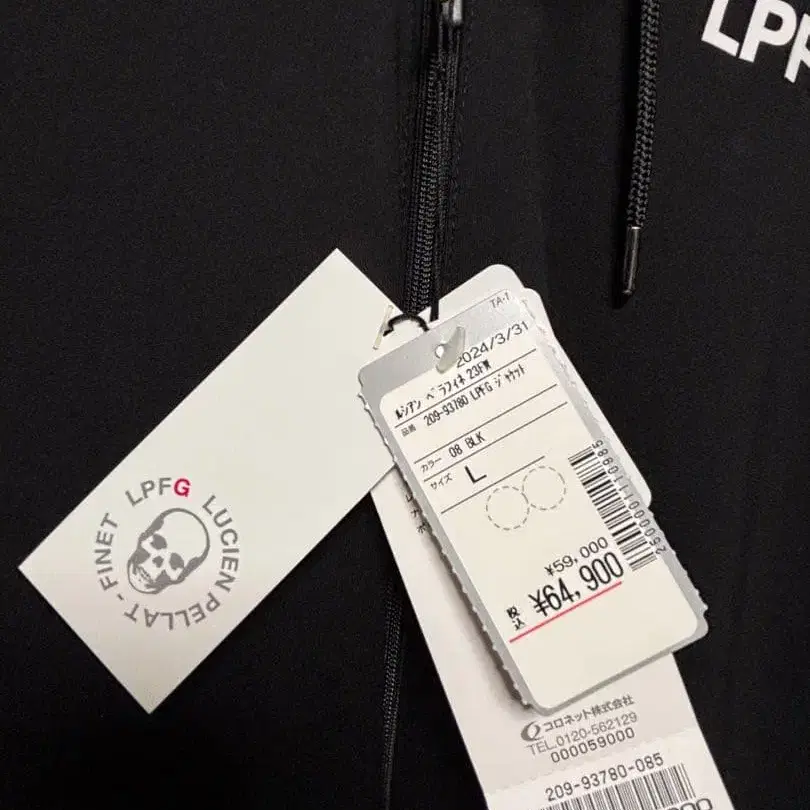 LPF
LPFG LUCIEN PELLAT-FINET
TA-1
2024/3/31
ルシアン ペラフィネ 23FW
品番 209-93780 LPFG ジャケット
カラー 08 BLK
サイズ L
¥59,000
税込 ¥64,900
コロネット株式会社
TEL.0120-562129
000059000
209-93780-085